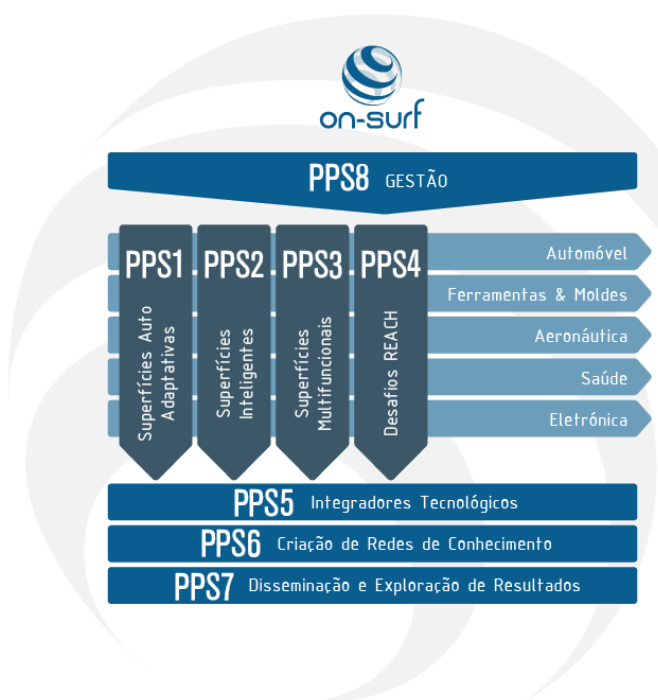 on-surf
PPS8 GESTÃO
PPS1
PPS2
PPS3
PPS4
Superfícies Auto
Adaptativas
Superfícies
Inteligentes
Superfícies
Multifuncionais
Desafios REACH
Automóvel
Ferramentas & Moldes
Aeronáutica
Saúde
Eletrónica
PPS5 Integradores Tecnológicos
PPS6 Criação de Redes de Conhecimento
PPS7 Disseminação e Exploração de Resultados